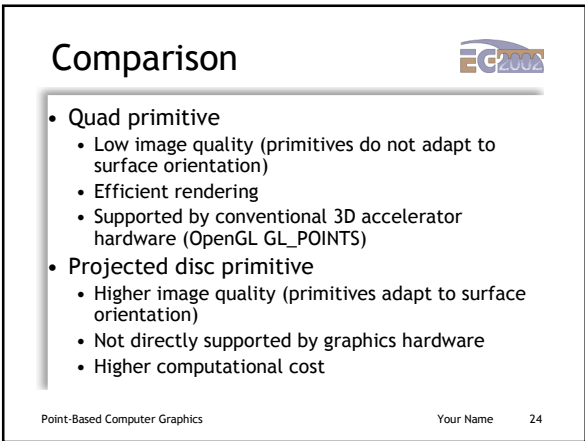 Comparison
EG2002
• Quad primitive
• Low image quality (primitives do not adapt to
surface orientation)
• Efficient rendering
• Supported by conventional 3D accelerator
hardware (OpenGL GL_POINTS)
• Projected disc primitive
• Higher image quality (primitives adapt to surface
orientation)
• Not directly supported by graphics hardware
• Higher computational cost
Point-Based Computer Graphics Your Name 24